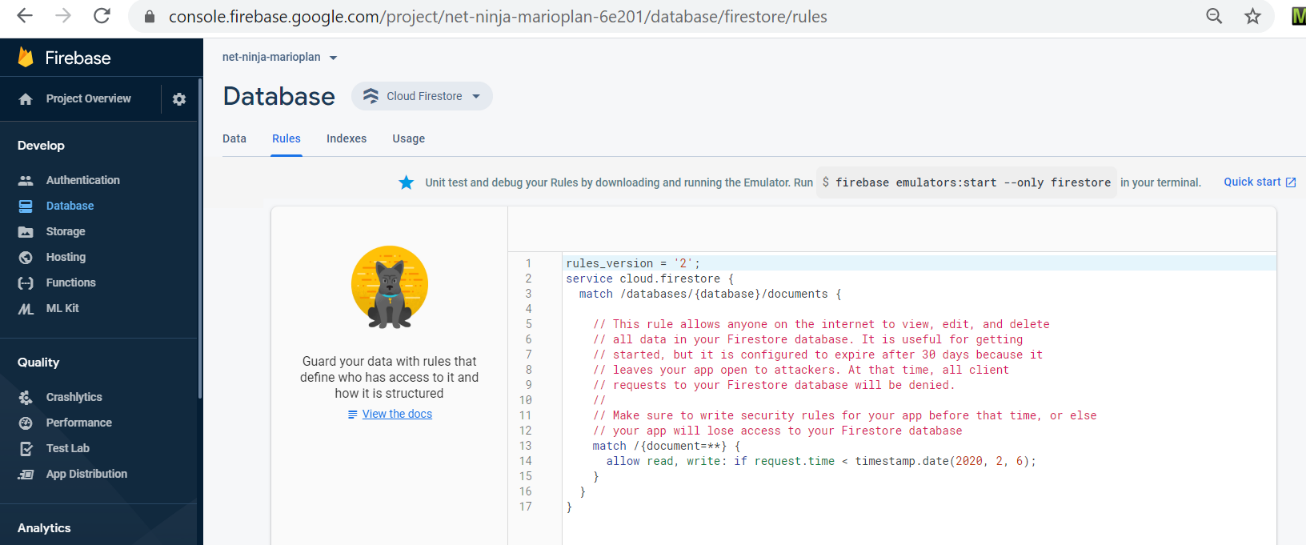 console.firebase.google.com/project/net-ninja-marioplan-6e201/database/firestore/rules
Firebase
Project Overview
Develop
Authentication
Database
Storage
Hosting
Functions
ML Kit
Quality
Crashlytics
Performance
Test Lab
App Distribution
Analytics
net-ninja-marioplan
Database Cloud Firestore
Data Rules Indexes Usage
Unit test and debug your Rules by downloading and running the Emulator. Run $ firebase emulators:start --only firestore in your terminal. Quick start
Guard your data with rules that
define who has access to it and
how it is structured
View the docs
1 rules_version = '2';
2 service cloud.firestore {
3 match /databases/{database}/documents {
4
5 // This rule allows anyone on the internet to view, edit, and delete
6 // all data in your Firestore database. It is useful for getting
7 // started, but it is configured to expire after 30 days because it
8 // leaves your app open to attackers. At that time, all client
9 // requests to your Firestore database will be denied.
10 //
11 // Make sure to write security rules for your app before that time, or else
12 // your app will lose access to your Firestore database
13 match /{document=**} {
14 allow read, write: if request.time < timestamp.date(2020, 2, 6);
15 }
16 }
17 }